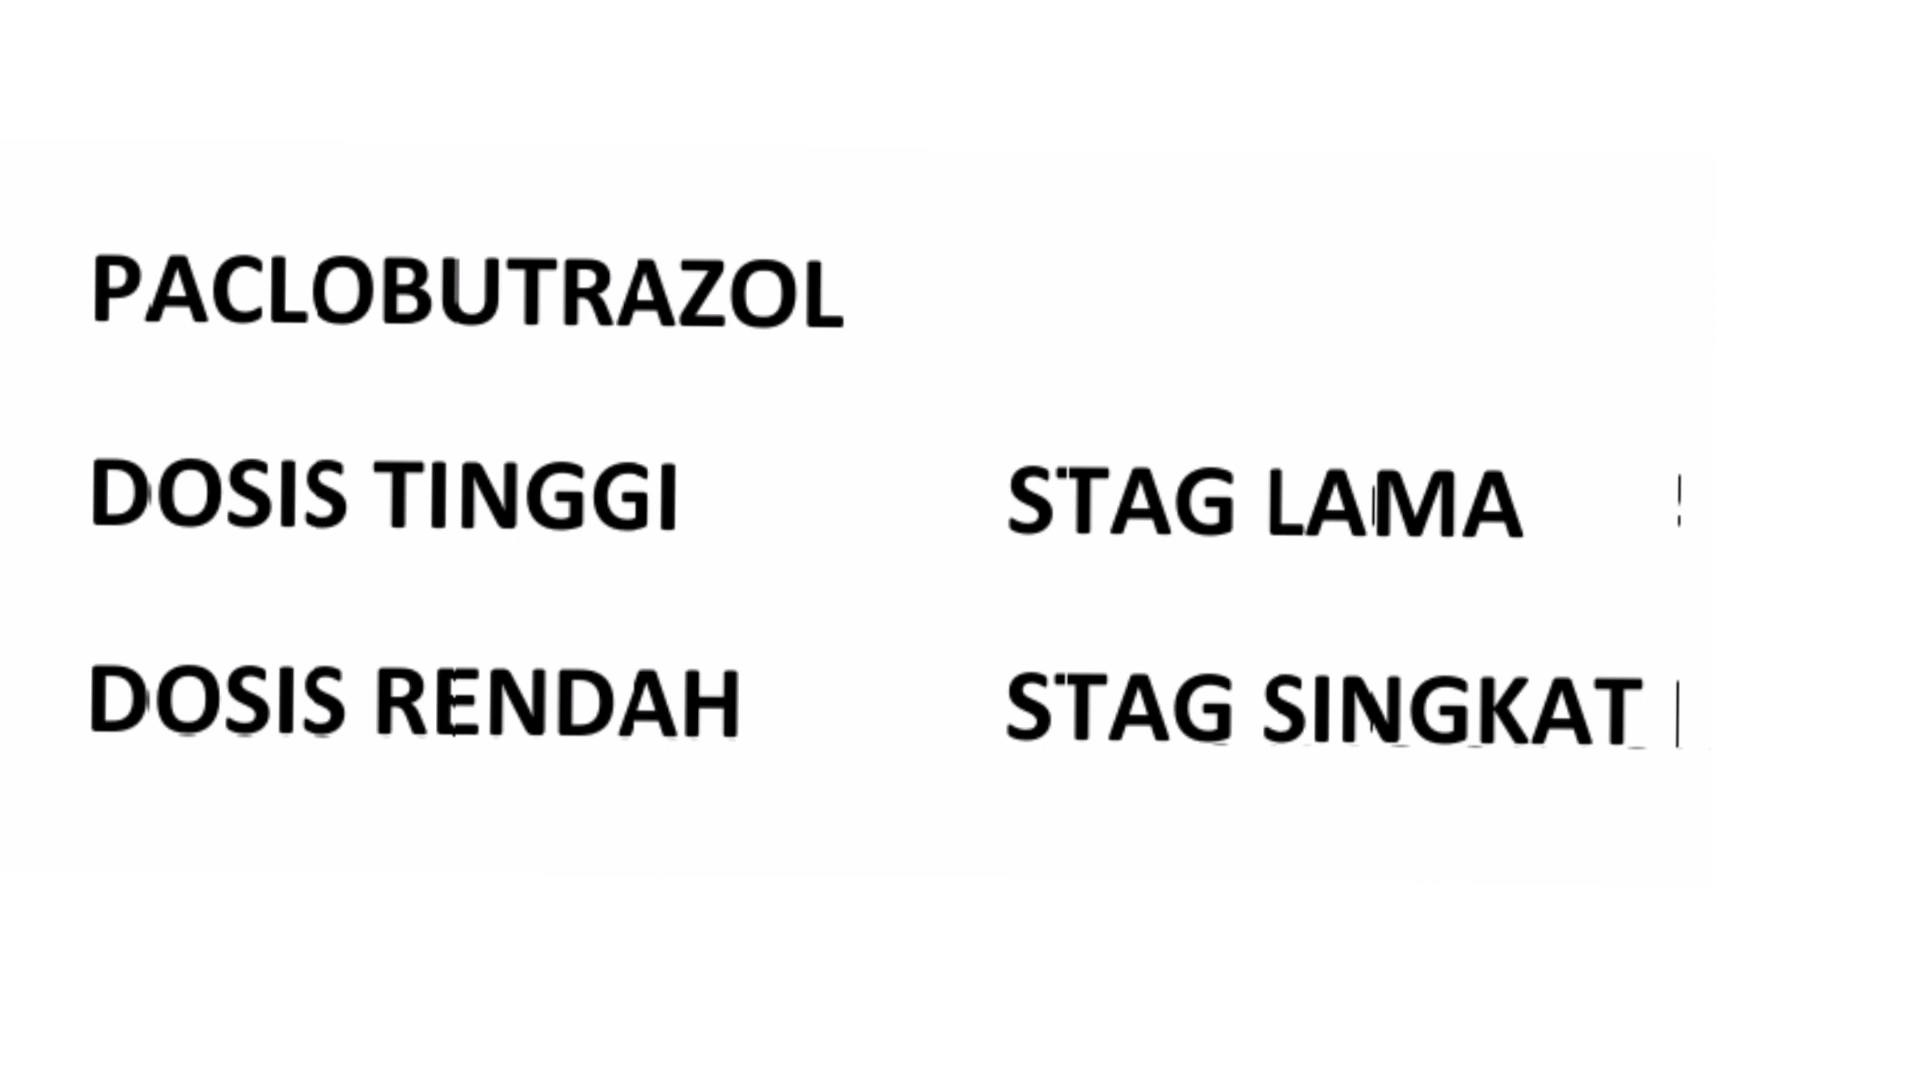 PACLOBUTRAZOL
DOSIS TINGGI STAG LAMA
DOSIS RENDAH STAG SINGKAT